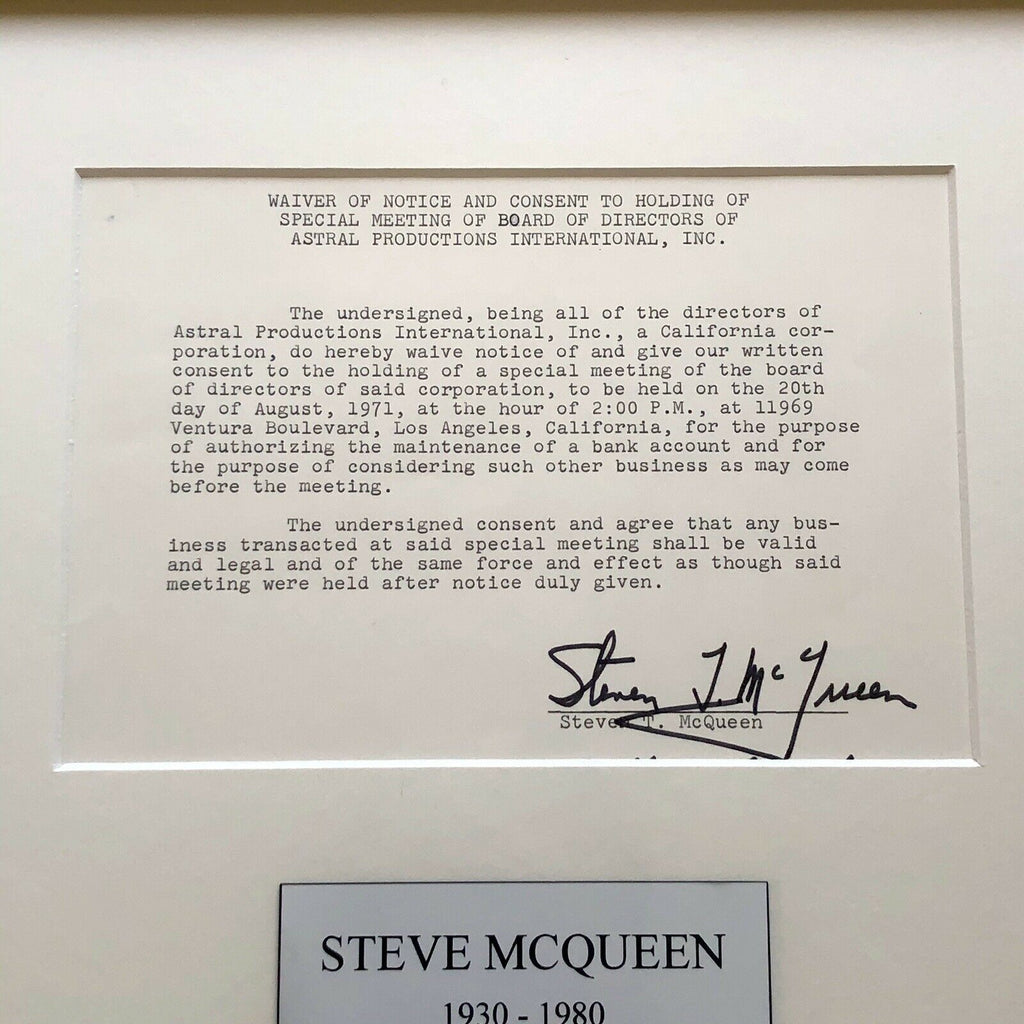 WAIVER OF NOTICE AND CONSENT TO HOLDING OF
SPECIAL MEETING OF BOARD OF DIRECTORS OF
ASTRAL PRODUCTIONS INTERNATIONAL, INC.
The undersigned, being all of the directors of
Astral Productions International, Inc., a California cor-
poration, do hereby waive notice of and give our written
consent to the holding of a special meeting of the board
of directors of said corporation, to be held on the 20th
day of August, 1971, at the hour of 2:00 P.M., at 11969
Ventura Boulevard, Los Angeles, California, for the purpose
of authorizing the maintenance of a bank account and for
the purpose of considering such other business as may come
before the meeting.
The undersigned consent and agree that any bus-
iness transacted at said special meeting shall be valid
and legal and of the same force and effect as though said
meeting were held after notice duly given.
Steven T. McQueen
Steven T. McQueen
STEVE MCQUEEN
1930 - 1980